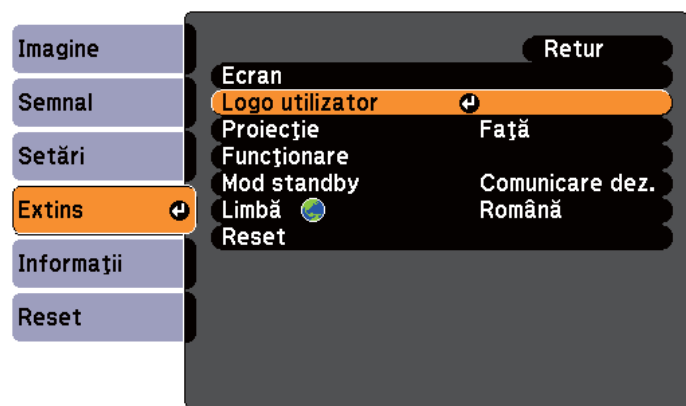 Imagine
Semnal
Setări
Extins
Informaţii
Reset
Retur
Ecran
Logo utilizator
Proiecţie Faţă
Funcţionare
Mod standby Comunicare dez.
Limbă Română
Reset